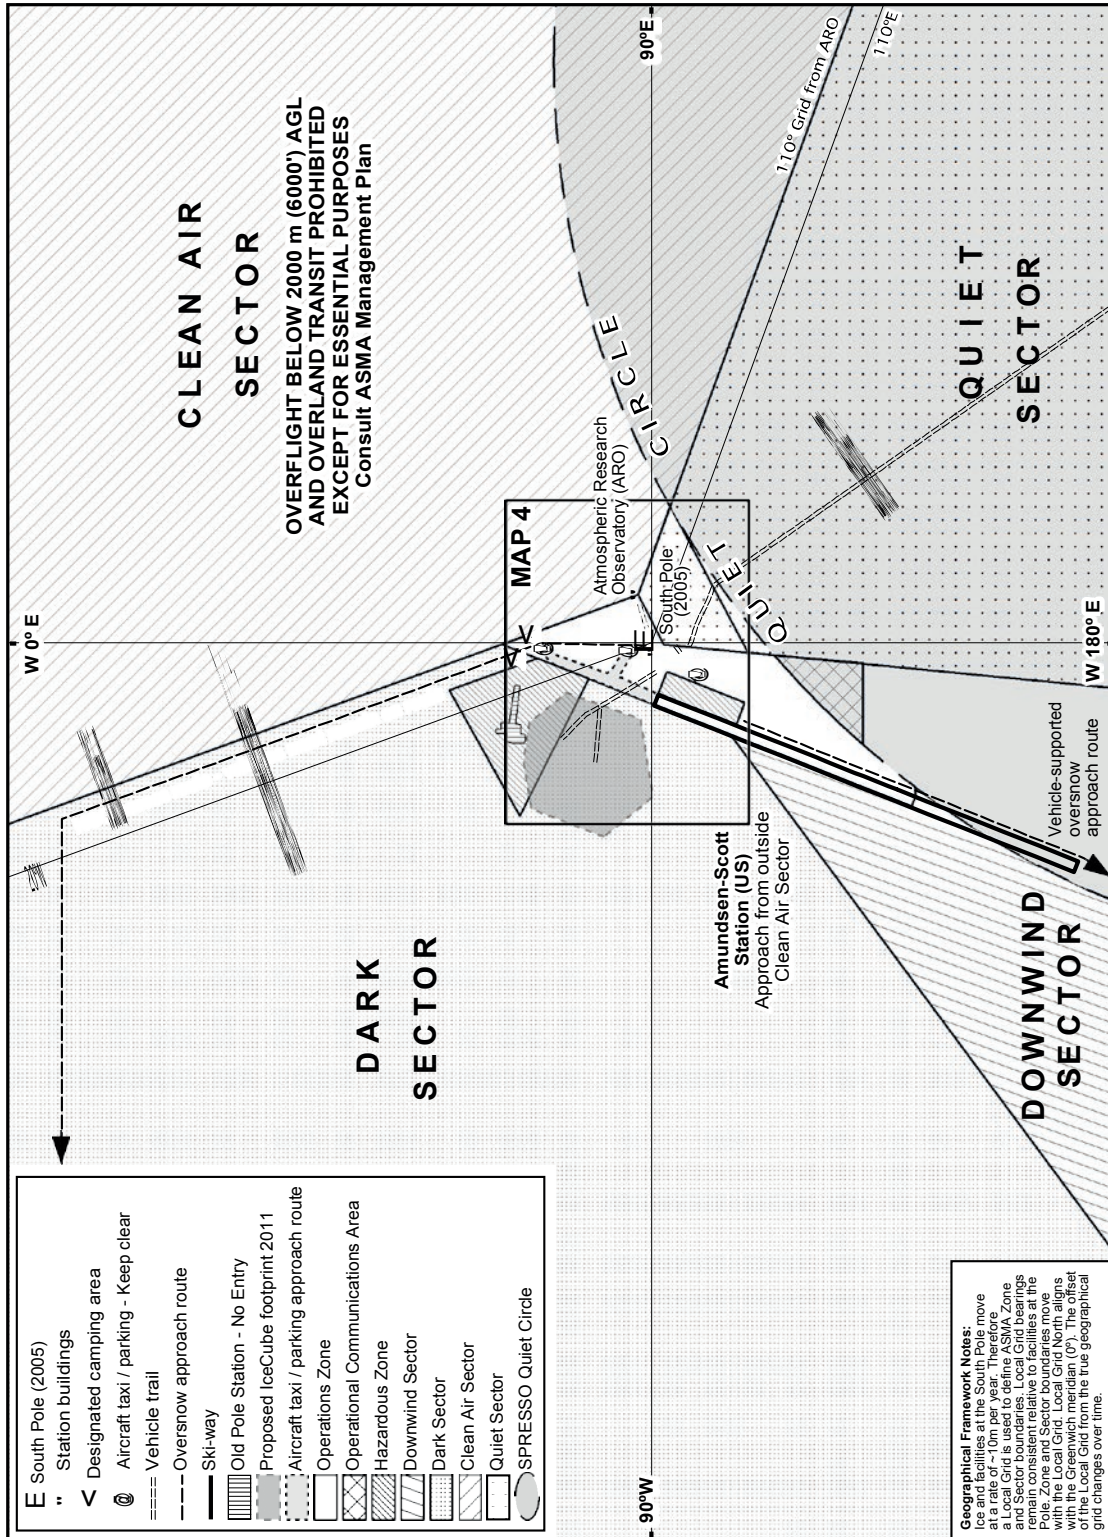 W 0° E
90°E
W 180° E
90°W
CLEAN AIR
SECTOR
OVERFLIGHT BELOW 2000 m (6000') AGL
AND OVERLAND TRANSIT PROHIBITED
EXCEPT FOR ESSENTIAL PURPOSES
Consult ASMA Management Plan
110° Grid from ARO
110°E
MAP 4
Atmospheric Research
Observatory (ARO)
South Pole
(2005)
QUIET CIRCLE
QUIET
SECTOR
DARK
SECTOR
Amundsen-Scott
Station (US)
Approach from outside
Clean Air Sector
DOWNWIND
SECTOR
Vehicle-supported
oversnow
approach route
E South Pole (2005)
" Station buildings
< Designated camping area
@ Aircraft taxi / parking - Keep clear
Vehicle trail
Oversnow approach route
Ski-way
Old Pole Station - No Entry
Proposed IceCube footprint 2011
Aircraft taxi / parking approach route
Operations Zone
Operational Communications Area
Hazardous Zone
Downwind Sector
Dark Sector
Clean Air Sector
Quiet Sector
SPRESSO Quiet Circle
Geographical Framework Notes:
Ice and facilities at the South Pole move
at a rate of ~10m per year. Therefore
a Local Grid is used to define ASMA Zone
and Sector boundaries. Local Grid bearings
remain consistent relative to facilities at the
Pole. Zone and Sector boundaries move
with the Local Grid. Local Grid North aligns
with the Greenwich meridian (0°). The offset
of the Local Grid from the true geographical
grid changes over time.